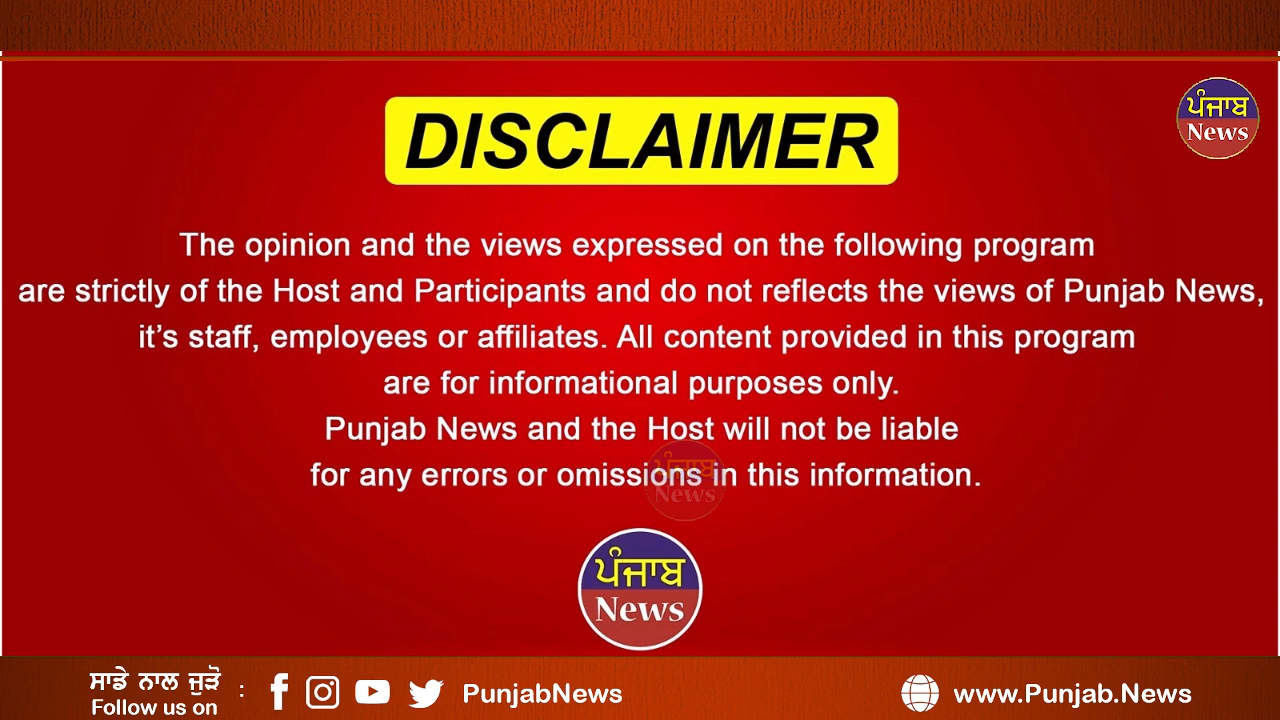 ਪੰਜਾਬ
News
DISCLAIMER
The opinion and the views expressed on the following program
are strictly of the Host and Participants and do not reflects the views of Punjab News,
it’s staff, employees or affiliates. All content provided in this program
are for informational purposes only.
Punjab News and the Host will not be liable
for any errors or omissions in this information.
ਪੰਜਾਬ
News
ਪੰਜਾਬ
News
ਸਾਡੇ ਨਾਲ ਜੁੜੋ
Follow us on : PunjabNews www.Punjab.News